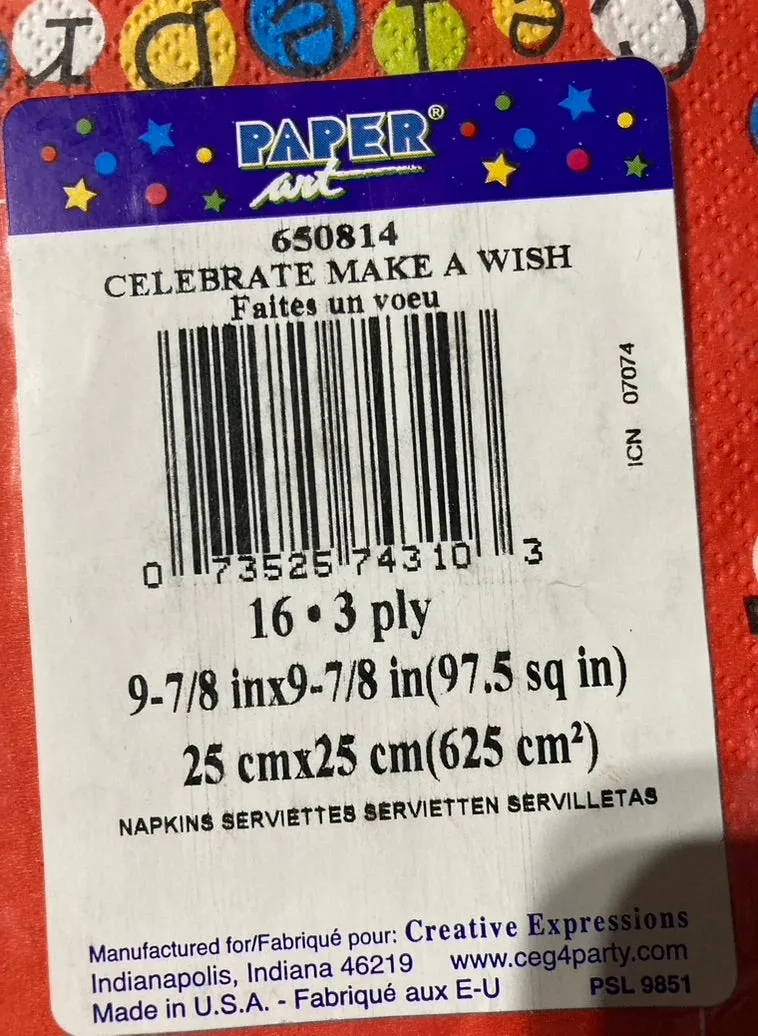 Celebra
PAPER®
art
650814
CELEBRATE MAKE A WISH
Faites un voeu
ICN 07074
0 73525 74310 3
16 • 3 ply
9-7/8 inx9-7/8 in(97.5 sq in)
25 cmx25 cm(625 cm²)
NAPKINS SERVIETTES SERVIETTEN SERVILLETAS
Manufactured for/Fabriqué pour: Creative Expressions
Indianapolis, Indiana 46219 www.ceg4party.com
Made in U.S.A. - Fabriqué aux E-U PSL 9851